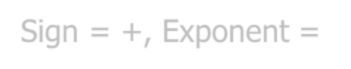 Sign = +, Exponent =